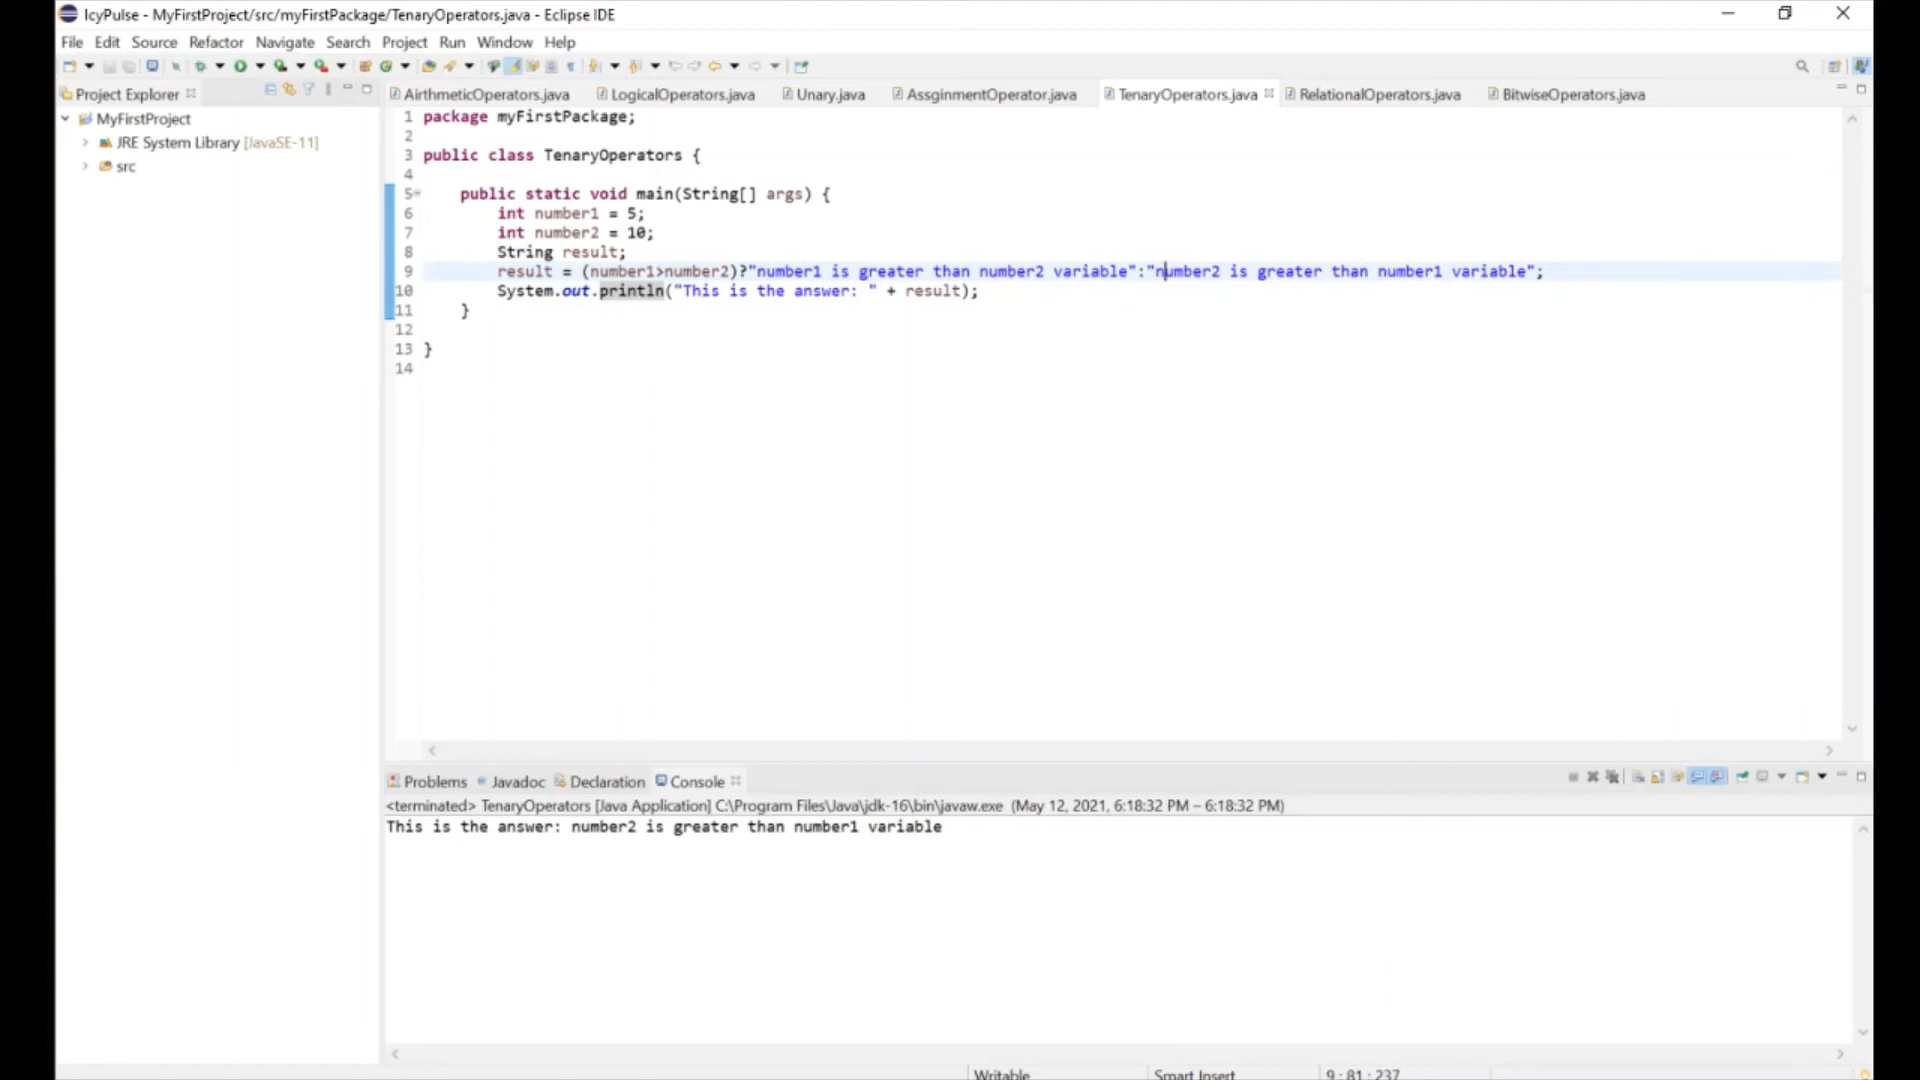 IcyPulse - MyFirstProject/src/myFirstPackage/TenaryOperators.java - Eclipse IDE
File Edit Source Refactor Navigate Search Project Run Window Help
Project Explorer
MyFirstProject
JRE System Library [JavaSE-11]
src
AirthmeticOperators.java LogicalOperators.java Unary.java AssginmentOperator.java TenaryOperators.java RelationalOperators.java BitwiseOperators.java
1 package myFirstPackage;
2
3 public class TenaryOperators {
4
5 public static void main(String[] args) {
6 int number1 = 5;
7 int number2 = 10;
8 String result;
9 result = (number1>number2)?"number1 is greater than number2 variable":"number2 is greater than number1 variable";
10 System.out.println("This is the answer: " + result);
11 }
12
13 }
14
Problems Javadoc Declaration Console
<terminated> TenaryOperators [Java Application] C:\Program Files\Java\jdk-16\bin\javaw.exe (May 12, 2021, 6:18:32 PM – 6:18:32 PM)
This is the answer: number2 is greater than number1 variable
Writable Smart Insert 9 : 81 : 237